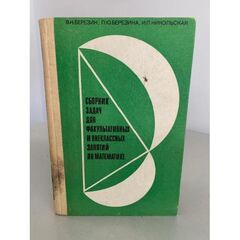 В.Н.БЕРЕЗИН, Л.Ю.БЕРЕЗИНА, И.Л.НИКОЛЬСКАЯ
СБОРНИК
ЗАДАЧ
ДЛЯ
ФАКУЛЬТАТИВНЫХ
И ВНЕКЛАССНЫХ
ЗАНЯТИЙ
ПО МАТЕМАТИКЕ